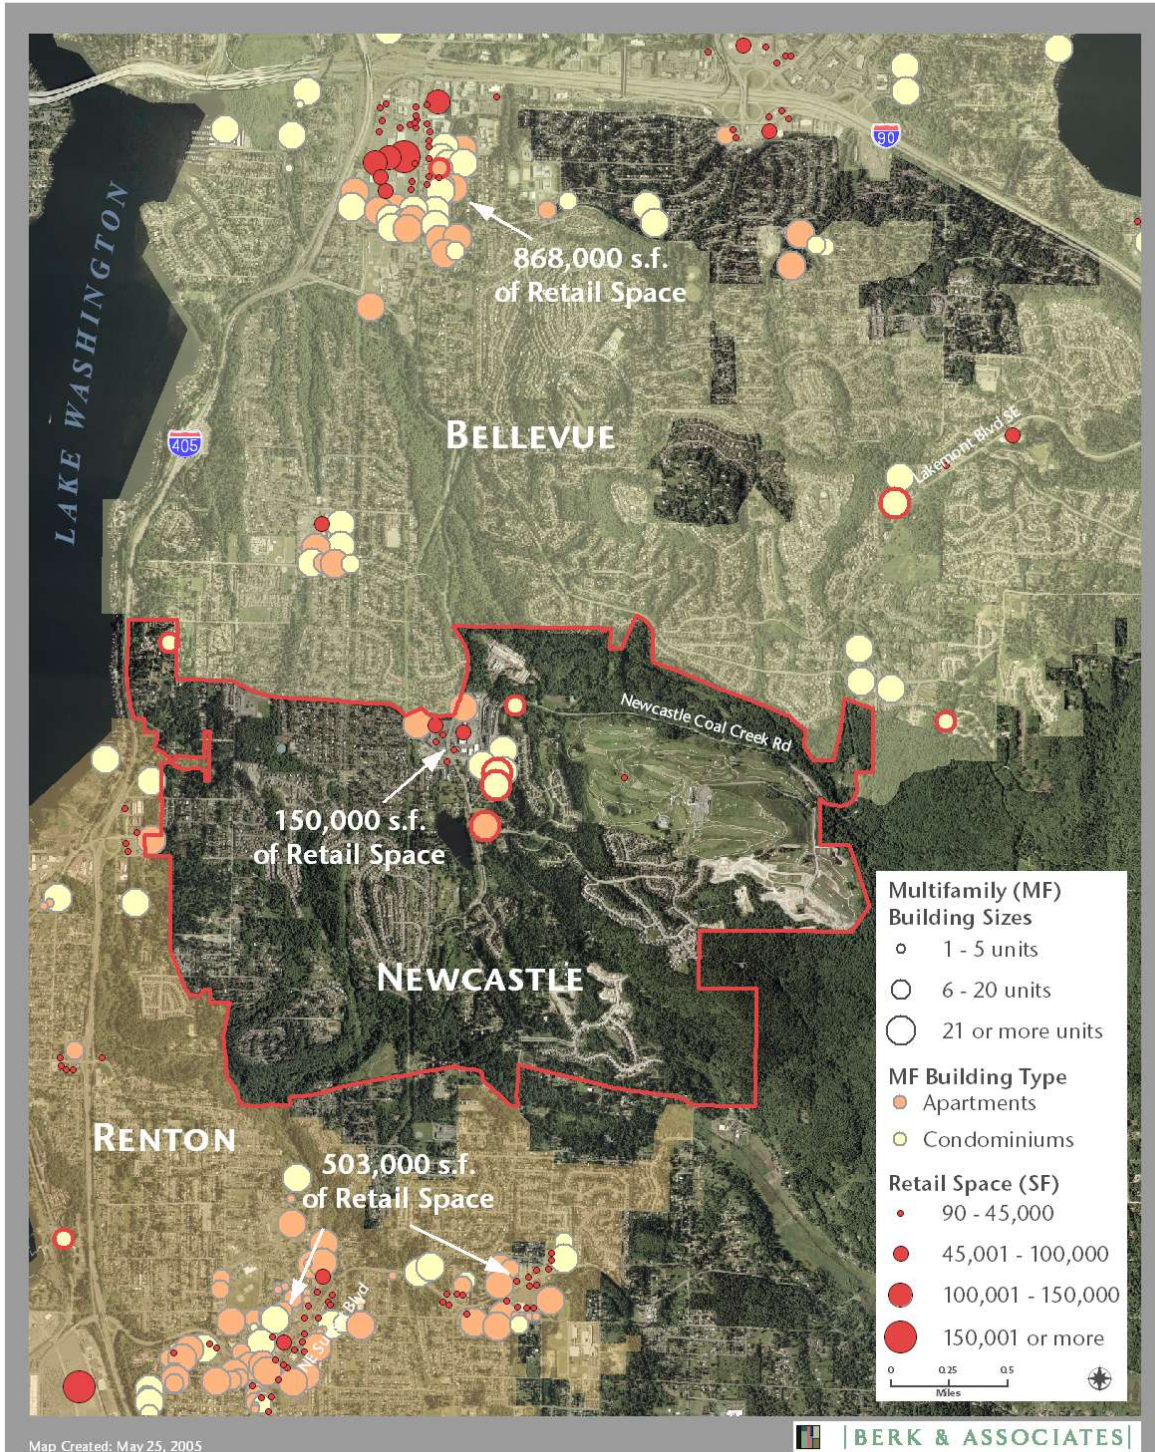 90
868,000 s.f.
of Retail Space
LAKE WASHINGTON
405
BELLEVUE
Lakemont Blvd SE
Newcastle Coal Creek Rd
150,000 s.f.
of Retail Space
NEWCASTLE
RENTON
503,000 s.f.
of Retail Space
Multifamily (MF)
Building Sizes
1 - 5 units
6 - 20 units
21 or more units
MF Building Type
Apartments
Condominiums
Retail Space (SF)
90 - 45,000
45,001 - 100,000
100,001 - 150,000
150,001 or more
0 0.25 0.5
Miles
NE
Blvd
Map Created: May 25, 2005
BERK & ASSOCIATES